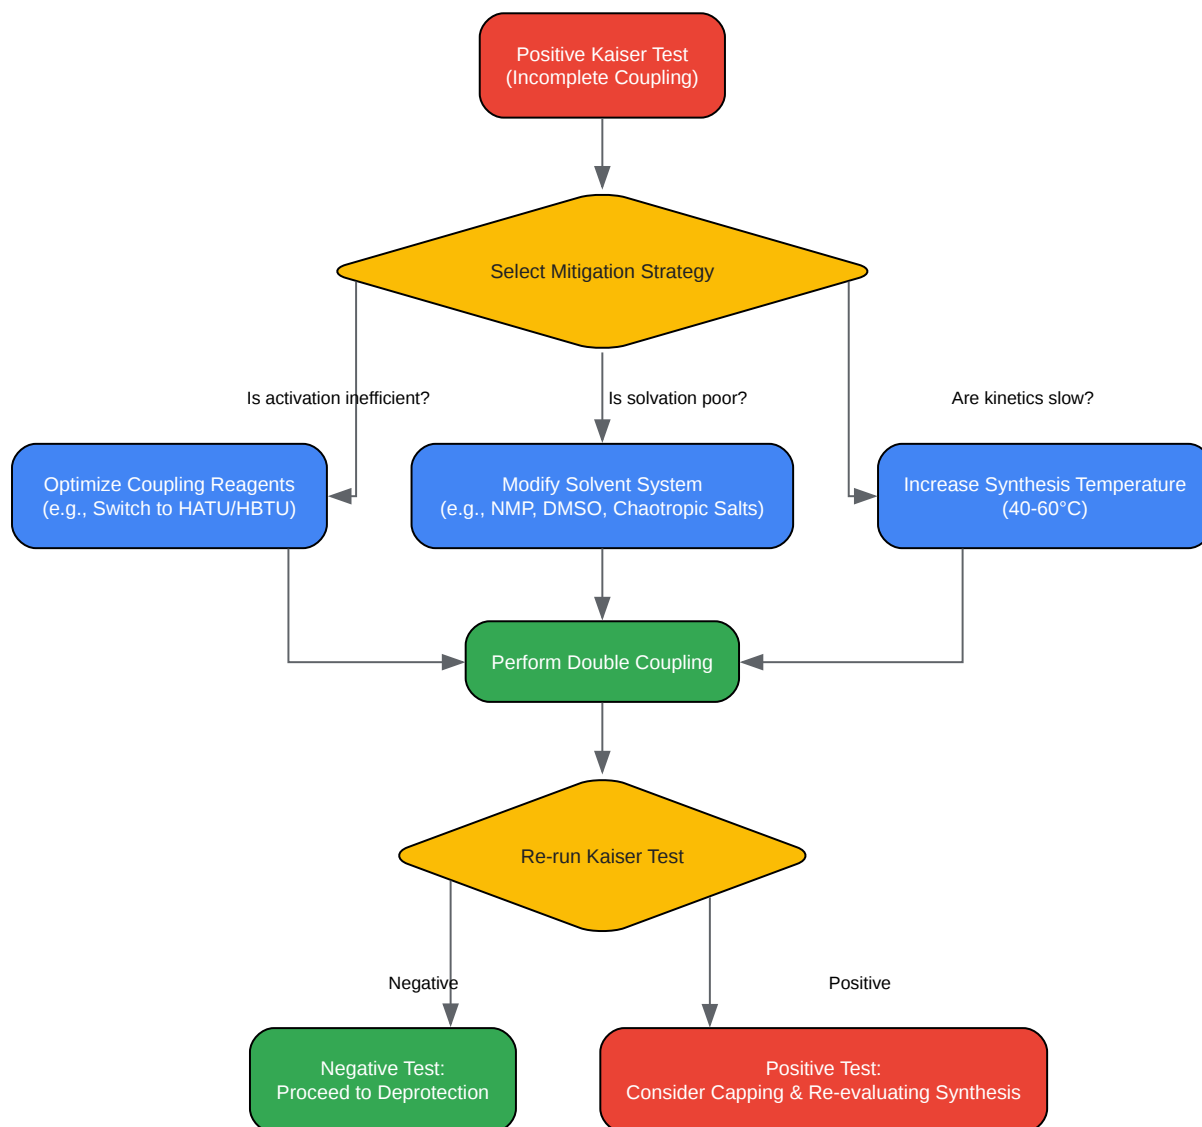 Positive Kaiser Test
(Incomplete Coupling)
Select Mitigation Strategy
Is activation inefficient?
Is solvation poor?
Are kinetics slow?
Optimize Coupling Reagents
(e.g., Switch to HATU/HBTU)
Modify Solvent System
(e.g., NMP, DMSO, Chaotropic Salts)
Increase Synthesis Temperature
(40-60°C)
Perform Double Coupling
Re-run Kaiser Test
Negative
Positive
Negative Test:
Proceed to Deprotection
Positive Test:
Consider Capping & Re-evaluating Synthesis